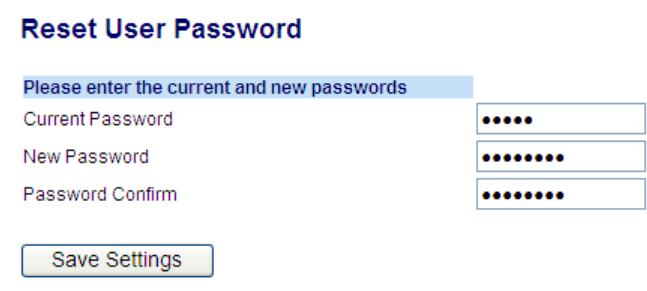 Reset User Password
Please enter the current and new passwords
Current Password •••••
New Password ••••••••
Password Confirm ••••••••
Save Settings